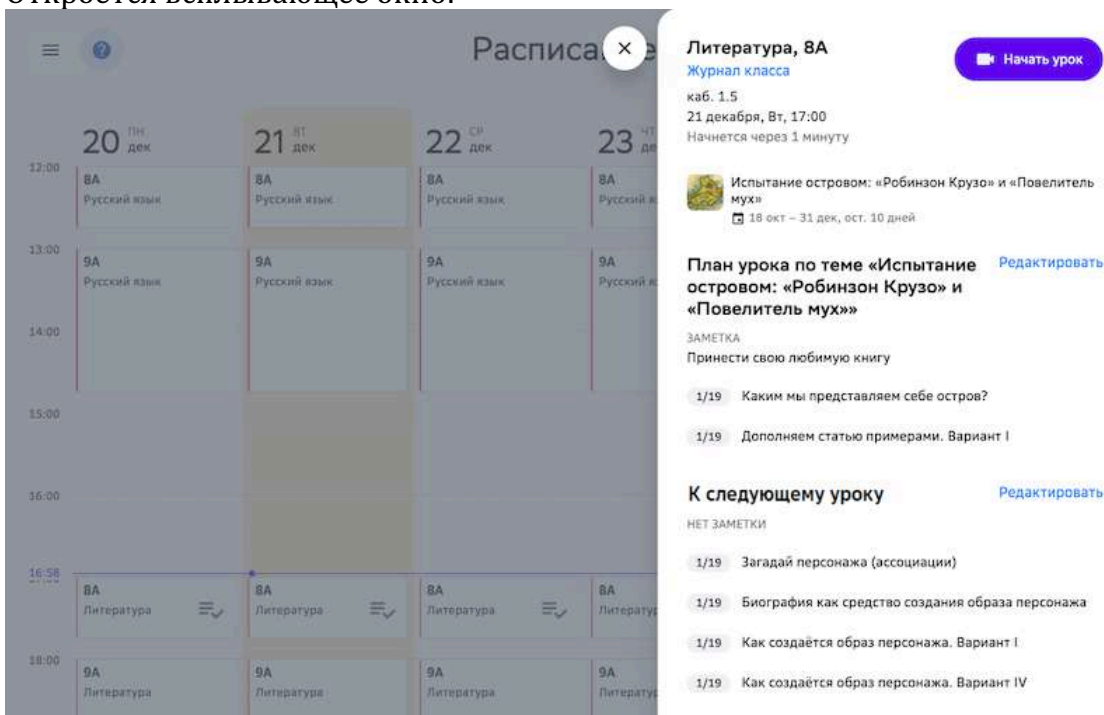 Откроется всплывающее окно.
Расписа
20 ПН дек
21 ВТ дек
22 СР дек
23 ЧТ
12:00
8А
Русский язык
8А
Русский язык
8А
Русский язык
8А
Русский
13:00
9А
Русский язык
9А
Русский язык
9А
Русский язык
9А
Русский
14:00
15:00
16:00
16:58
8А
Литература
8А
Литература
8А
Литература
8А
Литератур
18:00
9А
Литература
9А
Литература
9А
Литература
9А
Литератур
Литература, 8А
Начать урок
Журнал класса
каб. 1.5
21 декабря, Вт, 17:00
Начнется через 1 минуту
Испытание островом: «Робинзон Крузо» и «Повелитель
мух»
18 окт – 31 дек, ост. 10 дней
План урока по теме «Испытание
островом: «Робинзон Крузо» и
«Повелитель мух»»
Редактировать
ЗАМЕТКА
Принести свою любимую книгу
1/19 Каким мы представляем себе остров?
1/19 Дополняем статью примерами. Вариант I
К следующему уроку
Редактировать
НЕТ ЗАМЕТКИ
1/19 Загадай персонажа (ассоциации)
1/19 Биография как средство создания образа персонажа
1/19 Как создаётся образ персонажа. Вариант I
1/19 Как создаётся образ персонажа. Вариант IV